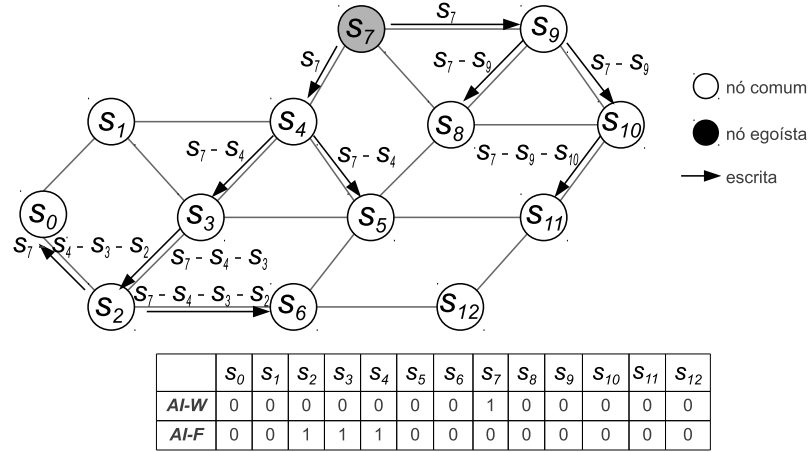 S7
S9
S7
S7
S7 - S9
S7 - S9
nó comum
S1
S4
S8
S10
nó egoísta
S7 - S4
S7 - S4
S7 - S9 - S10
escrita
S0
S3
S5
S11
S7 - S4 - S3 - S2
S7 - S4 - S3
S7 - S4 - S3 - S2
S2
S6
S12
S0 S1 S2 S3 S4 S5 S6 S7 S8 S9 S10 S11 S12
AI-W 0 0 0 0 0 0 0 1 0 0 0 0 0
AI-F 0 0 1 1 1 0 0 0 0 0 0 0 0